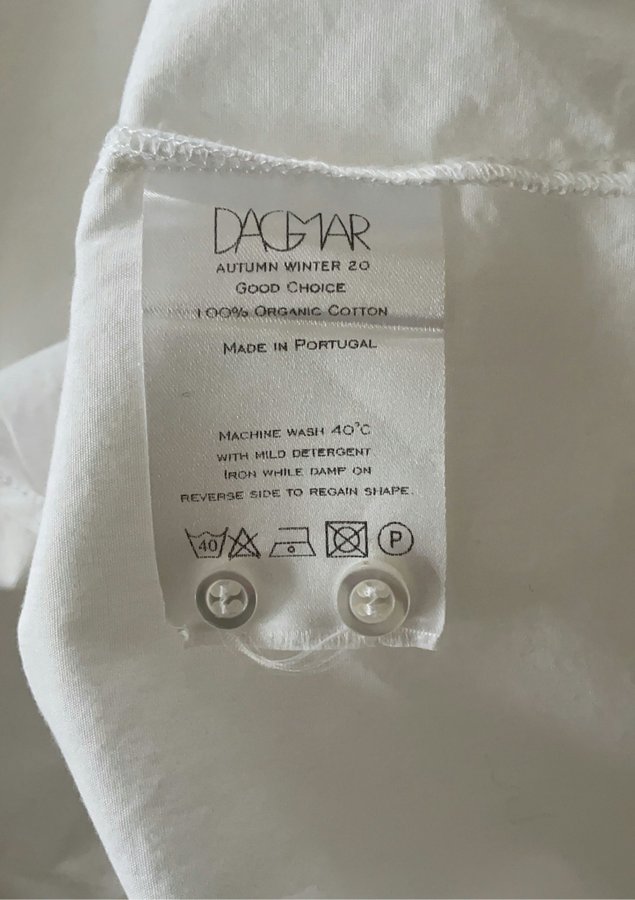 DAGMAR
AUTUMN WINTER 20
GOOD CHOICE
100% ORGANIC COTTON
MADE IN PORTUGAL
MACHINE WASH 40°C
WITH MILD DETERGENT
IRON WHILE DAMP ON
REVERSE SIDE TO REGAIN SHAPE.
40 P